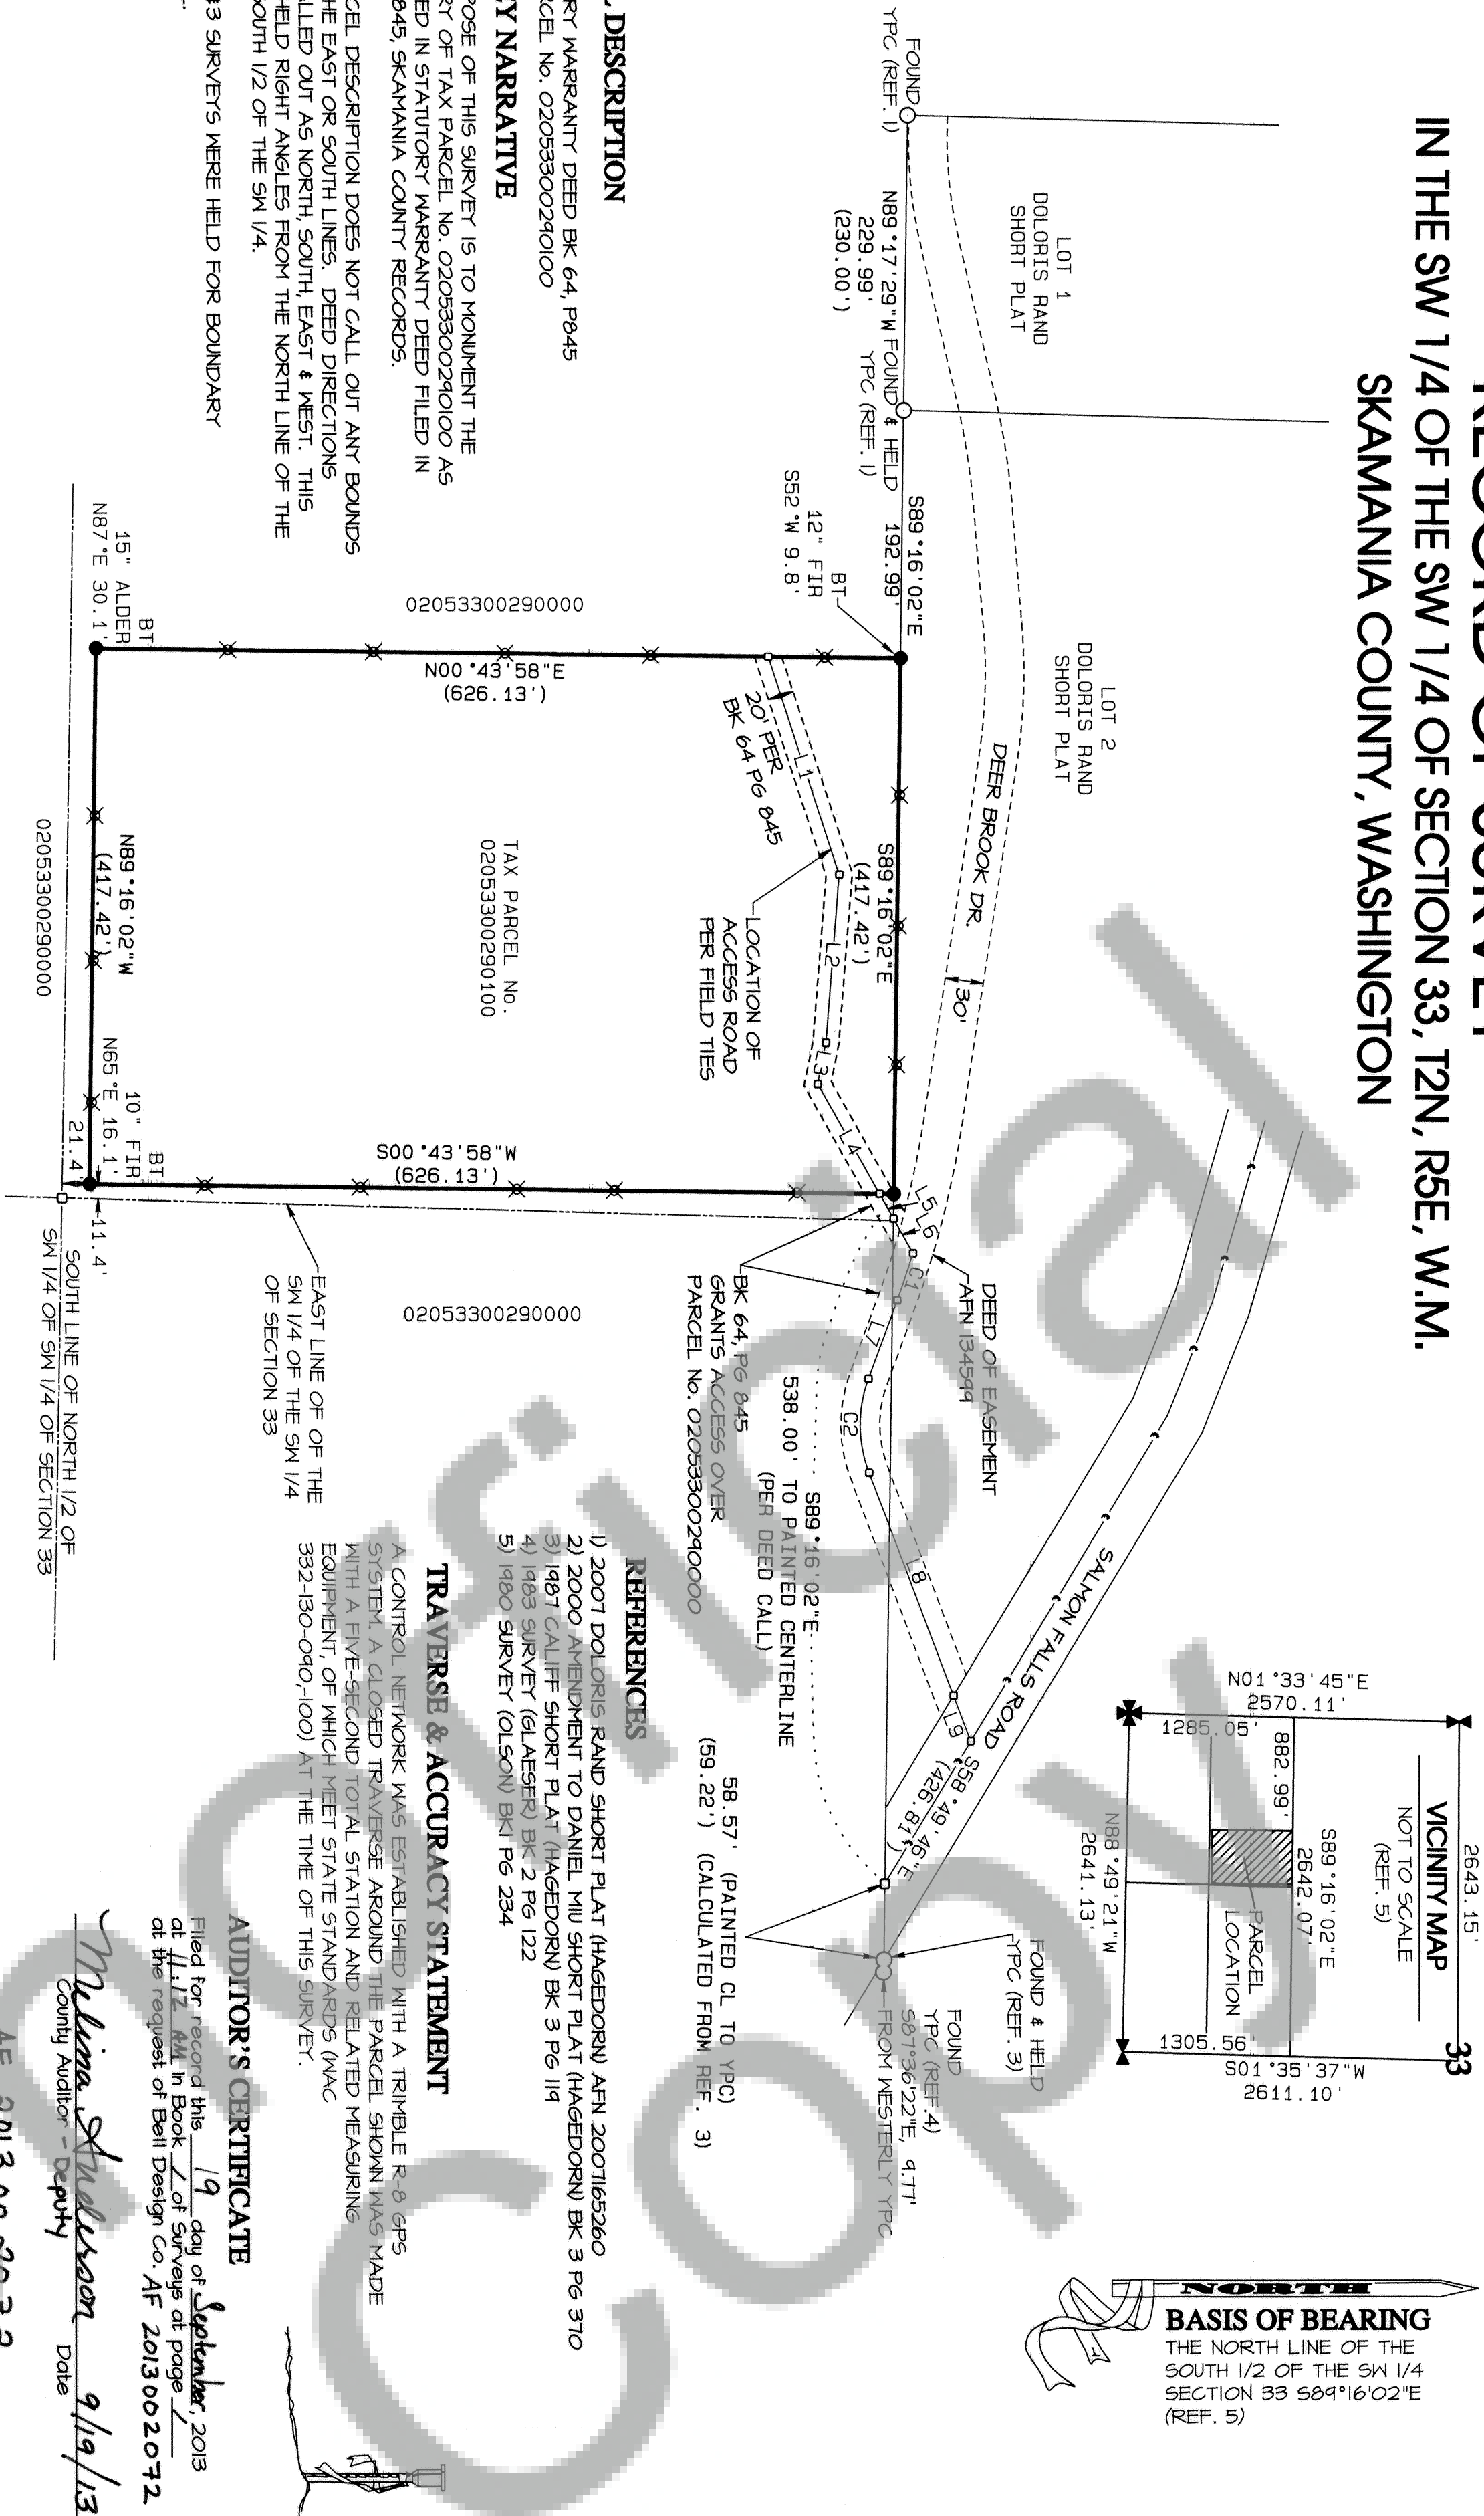 IN THE SW 1/4 OF THE SW 1/4 OF SECTION 33, T2N, R5E, W.M.
SKAMANIA COUNTY, WASHINGTON
LOT 1
DOLORIS RAND
SHORT PLAT
LOT 2
DOLORIS RAND
SHORT PLAT
FOUND
YPC (REF. 1)
N89°17'29"W
229.99'
(230.00')
FOUND & HELD
YPC (REF. 1)
S89°16'02"E
192.99'
BT
12" FIR
S52°W 9.8'
DEER BROOK DR.
30'
S89°16'02"E
(417.42')
02053300290000
N00°43'58"E
(626.13')
20' PER
BK 64 PG 845
L1
L2
L3
L4
L5
L6
C1
L7
C2
L8
L9
LOCATION OF
ACCESS ROAD
PER FIELD TIES
TAX PARCEL No.
02053300290100
BT
15" ALDER
N87°E 30.1'
N89°16'02"W
(417.42')
02053300290000
BT
10" FIR
N65°E 16.1'
21.4'
11.4'
S00°43'58"W
(626.13')
SOUTH LINE OF NORTH 1/2 OF
SW 1/4 OF SW 1/4 OF SECTION 33
EAST LINE OF OF THE
SW 1/4 OF THE SW 1/4
OF SECTION 33
02053300290000
BK 64, PG 845
GRANTS ACCESS OVER
PARCEL No. 02053300290000
DEED OF EASEMENT
AFN 134599
S89°16'02"E
538.00' TO PAINTED CENTERLINE
(PER DEED CALL)
SALMON FALLS ROAD
S58°49'46"E
(426.81')
58.57' (PAINTED CL TO YPC)
(59.22') (CALCULATED FROM REF. 3)
FOUND & HELD
YPC (REF. 3)
FOUND
YPC (REF.4)
S87°36'22"E, 9.77'
FROM WESTERLY YPC
VICINITY MAP
NOT TO SCALE
(REF. 5)
33
2643.15'
N01°33'45"E
2570.11'
1285.05'
882.99'
S89°16'02"E
2642.07'
PARCEL
LOCATION
N88°49'21"W
2641.13'
1305.56'
S01°35'37"W
2611.10'
NORTH
BASIS OF BEARING
THE NORTH LINE OF THE
SOUTH 1/2 OF THE SW 1/4
SECTION 33 S89°16'02"E
(REF. 5)
DESCRIPTION
WARRANTY DEED BK 64, P845
No. 02053300290100
NARRATIVE
OF THIS SURVEY IS TO MONUMENT THE
OF TAX PARCEL No. 02053300290100 AS
IN STATUTORY WARRANTY DEED FILED IN
845, SKAMANIA COUNTY RECORDS.
DESCRIPTION DOES NOT CALL OUT ANY BOUNDS
EAST OR SOUTH LINES. DEED DIRECTIONS
OUT AS NORTH, SOUTH, EAST & WEST. THIS
HELD RIGHT ANGLES FROM THE NORTH LINE OF THE
SOUTH 1/2 OF THE SW 1/4.
#3 SURVEYS WERE HELD FOR BOUNDARY
REFERENCES
1) 2007 DOLORIS RAND SHORT PLAT (HAGEDORN) AFN 2007165260
2) 2000 AMENDMENT TO DANIEL MIU SHORT PLAT (HAGEDORN) BK 3 PG 370
3) 1987 CALIFF SHORT PLAT (HAGEDORN) BK 3 PG 119
4) 1983 SURVEY (GLAESER) BK 2 PG 122
5) 1980 SURVEY (OLSON) BK1 PG 234
TRAVERSE & ACCURACY STATEMENT
A CONTROL NETWORK WAS ESTABLISHED WITH A TRIMBLE R-8 GPS
SYSTEM. A CLOSED TRAVERSE AROUND THE PARCEL SHOWN WAS MADE
WITH A FIVE-SECOND TOTAL STATION AND RELATED MEASURING
EQUIPMENT, OF WHICH MEET STATE STANDARDS (WAC
332-130-090,-100) AT THE TIME OF THIS SURVEY.
AUDITOR'S CERTIFICATE
Filed for record this 19 day of September, 2013
at 11:12 AM in Book 1 of Surveys at page 1
at the request of Bell Design Co. AF 2013002072
Melina Anderson 9/19/13
County Auditor - Deputy Date
Unofficial
Copy